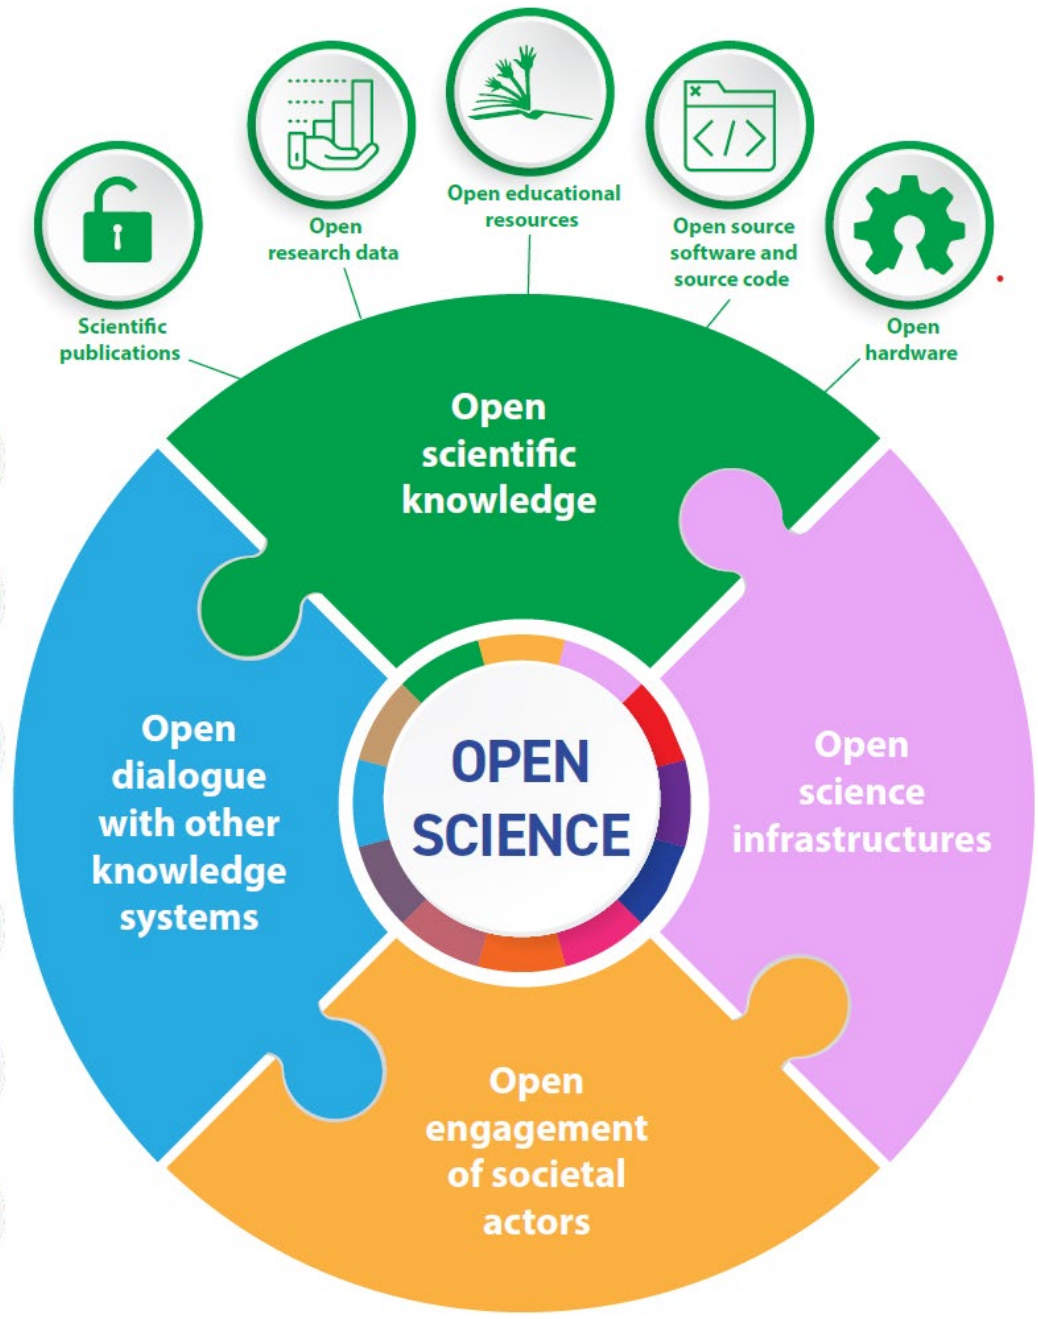 Open educational
resources
Open
research data
Open source
software and
source code
Scientific
publications
Open
hardware
Open
scientific
knowledge
Open
dialogue
with other
knowledge
systems
OPEN
SCIENCE
Open
science
infrastructures
Open
engagement
of societal
actors